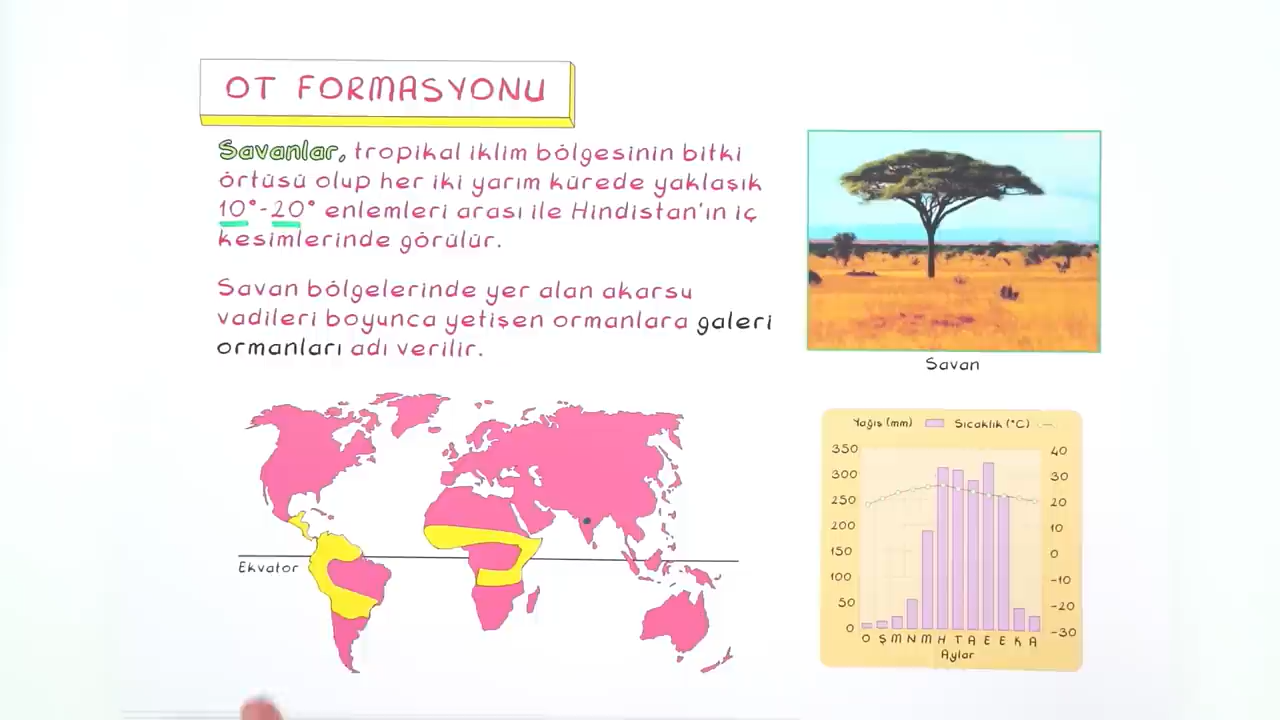 OT FORMASYONU
Savanlar, tropikal iklim bölgesinin bitki
örtüsü olup her iki yarım kürede yaklaşık
10°-20° enlemleri arası ile Hindistan'ın iç
kesimlerinde görülür.
Savan bölgelerinde yer alan akarsu
vadileri boyunca yetişen ormanlara galeri
ormanları adı verilir.
Savan
Ekvator
Yağış (mm) Sıcaklık (°C)
350 40
300 30
250 20
200 10
150 0
100 -10
50 -20
0 -30
O Ş M N M H T A E E K A
Aylar